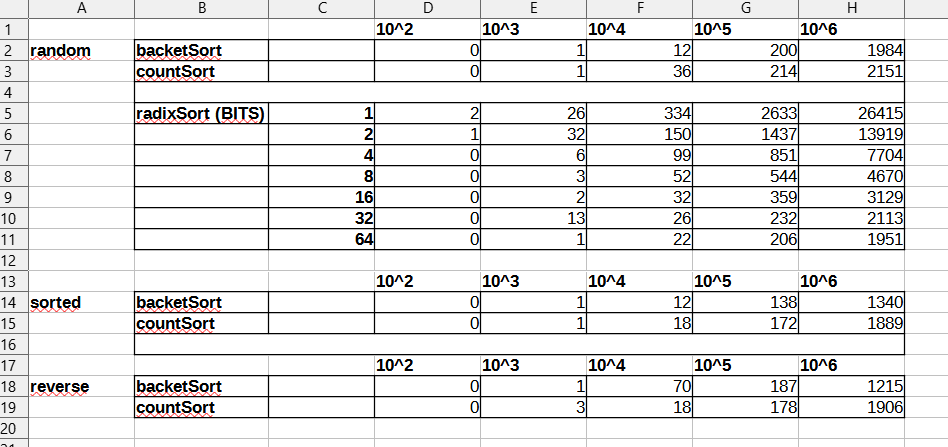 A B C D E F G H
1 10^2 10^3 10^4 10^5 10^6
2 random backetSort 0 1 12 200 1984
3 countSort 0 1 36 214 2151
4
5 radixSort (BITS) 1 2 26 334 2633 26415
6 2 1 32 150 1437 13919
7 4 0 6 99 851 7704
8 8 0 3 52 544 4670
9 16 0 2 32 359 3129
10 32 0 13 26 232 2113
11 64 0 1 22 206 1951
12
13 10^2 10^3 10^4 10^5 10^6
14 sorted backetSort 0 1 12 138 1340
15 countSort 0 1 18 172 1889
16
17 10^2 10^3 10^4 10^5 10^6
18 reverse backetSort 0 1 70 187 1215
19 countSort 0 3 18 178 1906
20